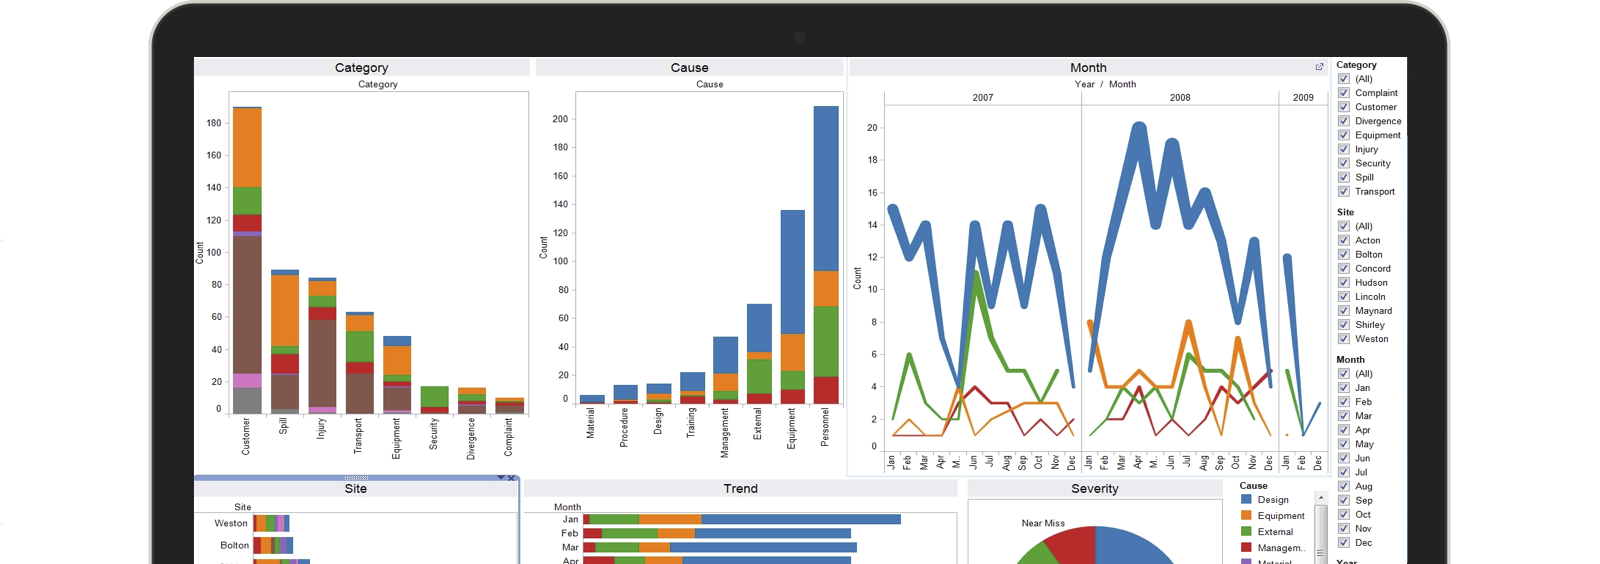 Category
Category
180
160
140
120
100
80
60
40
20
0
Count
Customer
Spill
Injury
Transport
Equipment
Security
Divergence
Complaint
Cause
Cause
200
180
160
140
120
100
80
60
40
20
0
Count
Material
Procedure
Design
Training
Management
External
Equipment
Personnel
Month
Year / Month
2007
2008
2009
20
18
16
14
12
10
8
6
4
2
0
Count
Jan
Feb
Mar
Apr
M..
Jun
Jul
Aug
Sep
Oct
Nov
Dec
Jan
Feb
Mar
Apr
M..
Jun
Jul
Aug
Sep
Oct
Nov
Dec
Jan
Feb
Dec
Category
(All)
Complaint
Customer
Divergence
Equipment
Injury
Security
Spill
Transport
Site
(All)
Acton
Bolton
Concord
Hudson
Lincoln
Maynard
Shirley
Weston
Month
(All)
Jan
Feb
Mar
Apr
May
Jun
Jul
Aug
Sep
Oct
Nov
Dec
Year
Site
Site
Weston
Bolton
Trend
Month
Jan
Feb
Mar
Apr
Severity
Near Miss
Cause
Design
Equipment
External
Managem..
Material